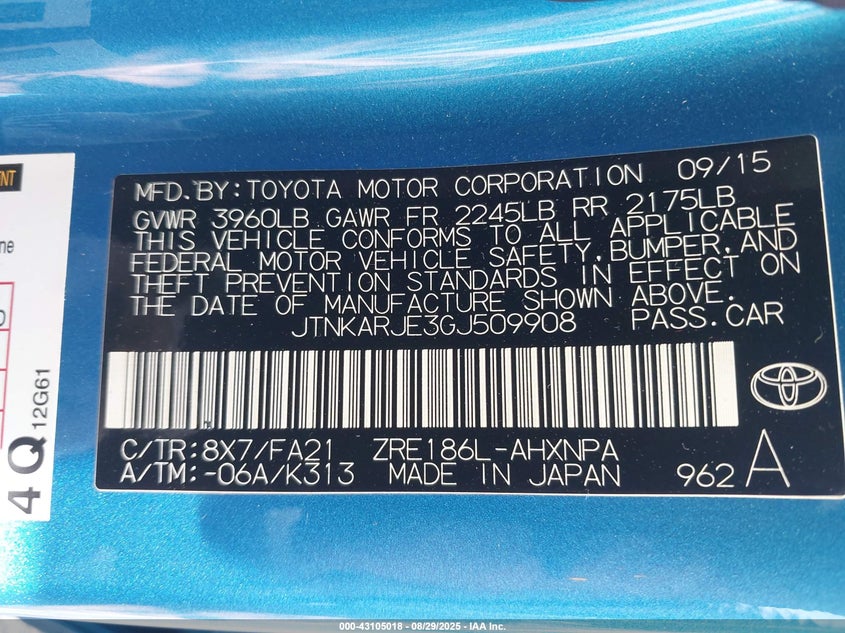 MFD. BY: TOYOTA MOTOR CORPORATION 09/15
GVWR 3960LB GAWR FR 2245LB RR 2175LB
THIS VEHICLE CONFORMS TO ALL APPLICABLE
FEDERAL MOTOR VEHICLE SAFETY, BUMPER, AND
THEFT PREVENTION STANDARDS IN EFFECT ON
THE DATE OF MANUFACTURE SHOWN ABOVE.
JTNKARJE3GJ509908 PASS. CAR
C/TR: 8X7/FA21 ZRE186L-AHXNPA
A/TM: -06A/K313 MADE IN JAPAN 962 A
4 Q 12G61
000-43105018 - 08/29/2025 - IAA Inc.